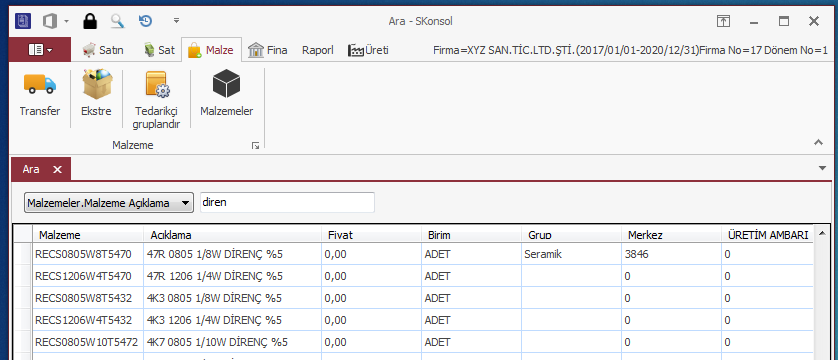 Ara - SKonsol
Satın Sat Malze Fina Raporl Üreti Firma=XYZ SAN.TİC.LTD.ŞTİ.(2017/01/01-2020/12/31)Firma No=17 Dönem No=1
Transfer Ekstre Tedarikçi gruplandır Malzemeler
Malzeme
Ara
Malzemeler.Malzeme Açıklama diren
Malzeme Açıklama Fiyat Birim Grup Merkez ÜRETİM AMBARI
RECS0805W8T5470 47R 0805 1/8W DİRENÇ %5 0,00 ADET Seramik 3846 0
RECS1206W4T5470 47R 1206 1/4W DİRENÇ %5 0,00 ADET 0 0
RECS0805W8T5432 4K3 0805 1/8W DİRENÇ %5 0,00 ADET 0 0
RECS1206W4T5432 4K3 1206 1/4W DİRENÇ %5 0,00 ADET 0 0
RECS0805W10T5472 4K7 0805 1/10W DİRENÇ %5 0,00 ADET 0 0